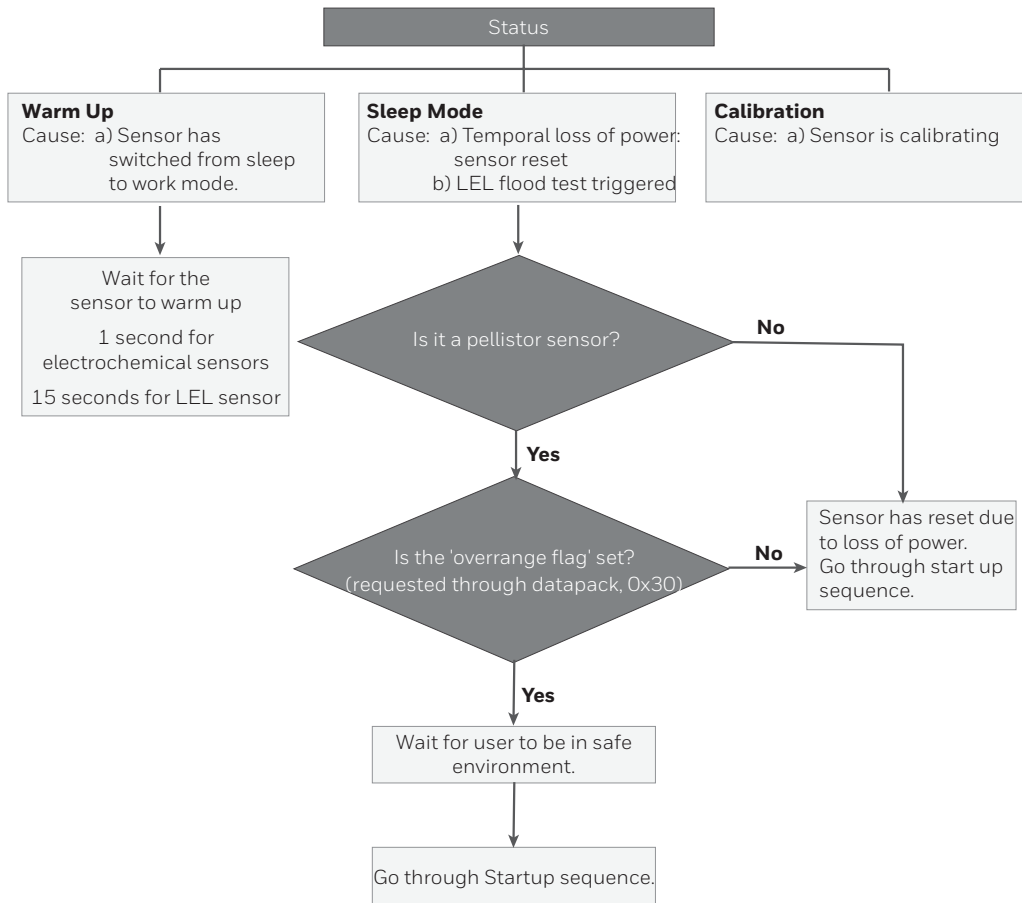 Status
Warm Up
Cause: a) Sensor has
switched from sleep
to work mode.
Sleep Mode
Cause: a) Temporal loss of power:
sensor reset
b) LEL flood test triggered
Calibration
Cause: a) Sensor is calibrating
Wait for the
sensor to warm up
1 second for
electrochemical sensors
15 seconds for LEL sensor
Is it a pellistor sensor?
No
Yes
Is the 'overrange flag' set?
(requested through datapack, 0x30)
No
Sensor has reset due
to loss of power.
Go through start up
sequence.
Yes
Wait for user to be in safe
environment.
Go through Startup sequence.